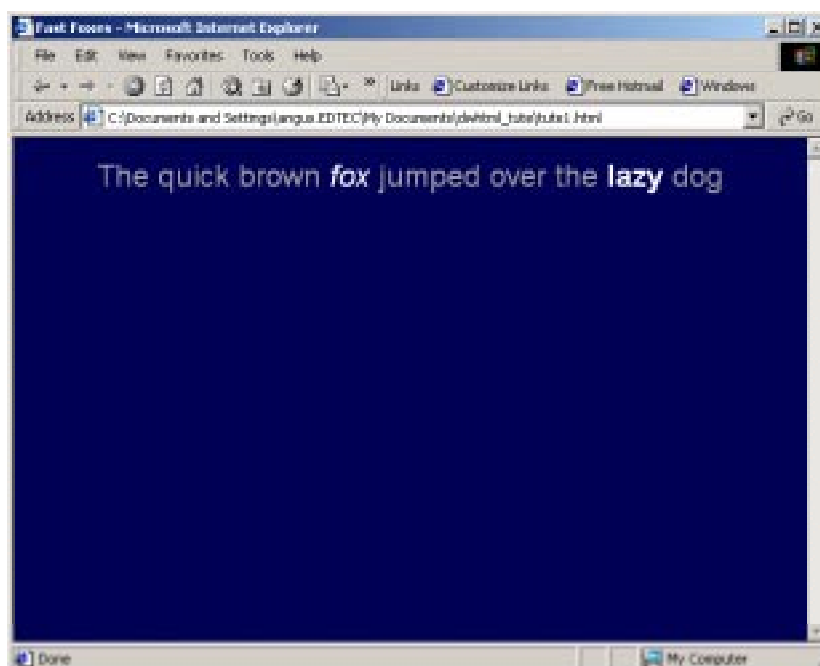 Fast Foxes - Microsoft Internet Explorer
File Edit View Favorites Tools Help
Links Customize Links Free Hotmail Windows
Address C:\Documents and Settings\angus.EDTEC\My Documents\dwhtml_tute\tute1.html Go
The quick brown fox jumped over the lazy dog
Done My Computer